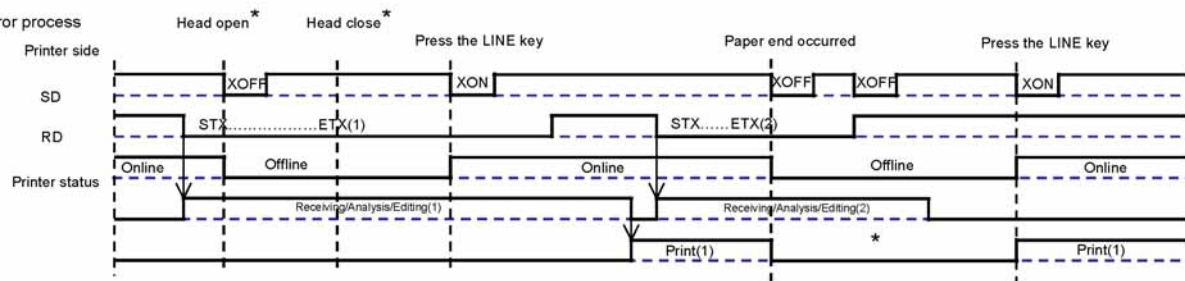 ror process
Head open* Head close*
Press the LINE key Paper end occurred Press the LINE key
Printer side
SD XOFF XON XOFF XOFF XON
RD STX....................ETX(1) STX......ETX(2)
Printer status Online Offline Online Offline Online
Receiving/Analysis/Editing(1) Receiving/Analysis/Editing(2)
Print(1) * Print(1)